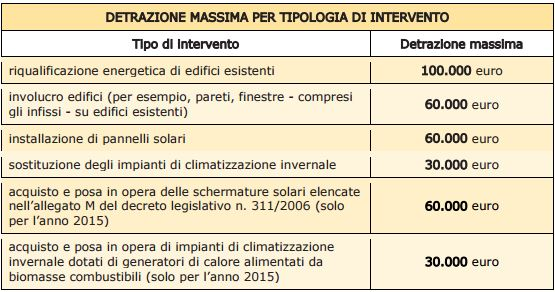 DETRAZIONE MASSIMA PER TIPOLOGIA DI INTERVENTO
Tipo di intervento Detrazione massima
riqualificazione energetica di edifici esistenti 100.000 euro
involucro edifici (per esempio, pareti, finestre - compresi
gli infissi - su edifici esistenti) 60.000 euro
installazione di pannelli solari 60.000 euro
sostituzione degli impianti di climatizzazione invernale 30.000 euro
acquisto e posa in opera delle schermature solari elencate
nell’allegato M del decreto legislativo n. 311/2006 (solo
per l’anno 2015) 60.000 euro
acquisto e posa in opera di impianti di climatizzazione
invernale dotati di generatori di calore alimentati da
biomasse combustibili (solo per l’anno 2015) 30.000 euro